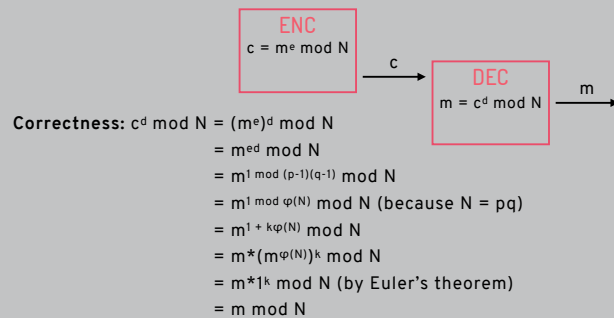 ENC
c = mᵉ mod N
c
DEC
m = cᵈ mod N
m
Correctness: cᵈ mod N = (mᵉ)ᵈ mod N
= mᵉᵈ mod N
= m¹ ᵐᵒᵈ ⁽ᵖ⁻¹⁾⁽q⁻¹⁾ mod N
= m¹ ᵐᵒᵈ ᵠ⁽ᴺ⁾ mod N (because N = pq)
= m¹ ⁺ ᵏᵠ⁽ᴺ⁾ mod N
= m*(mᵠ⁽ᴺ⁾)ᵏ mod N
= m*1ᵏ mod N (by Euler's theorem)
= m mod N